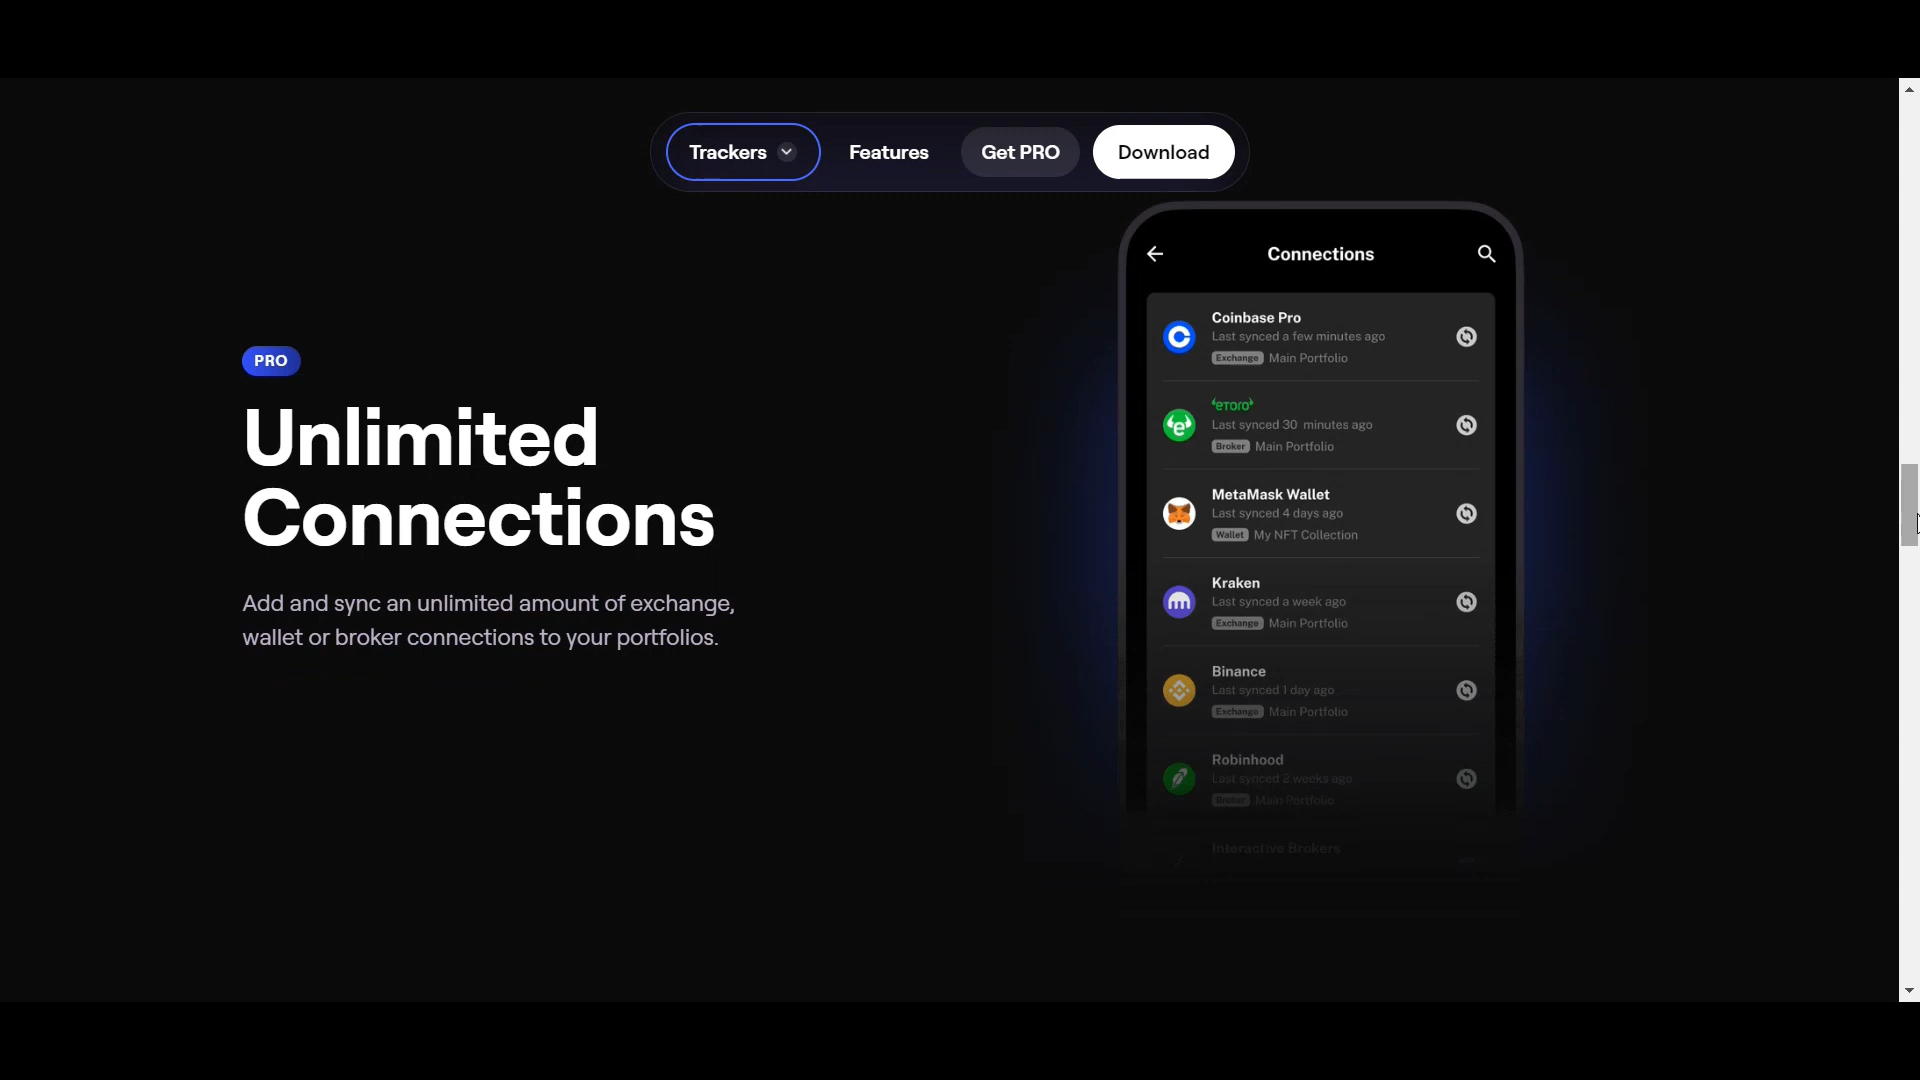 Trackers
Features
Get PRO
Download
PRO
Unlimited
Connections
Add and sync an unlimited amount of exchange,
wallet or broker connections to your portfolios.
Connections
Coinbase Pro
Last synced a few minutes ago
Exchange Main Portfolio
eToro
Last synced 30 minutes ago
Broker Main Portfolio
MetaMask Wallet
Last synced 4 days ago
Wallet My NFT Collection
Kraken
Last synced a week ago
Exchange Main Portfolio
Binance
Last synced 1 day ago
Exchange Main Portfolio
Robinhood
Last synced 2 weeks ago
Broker Main Portfolio
Interactive Brokers